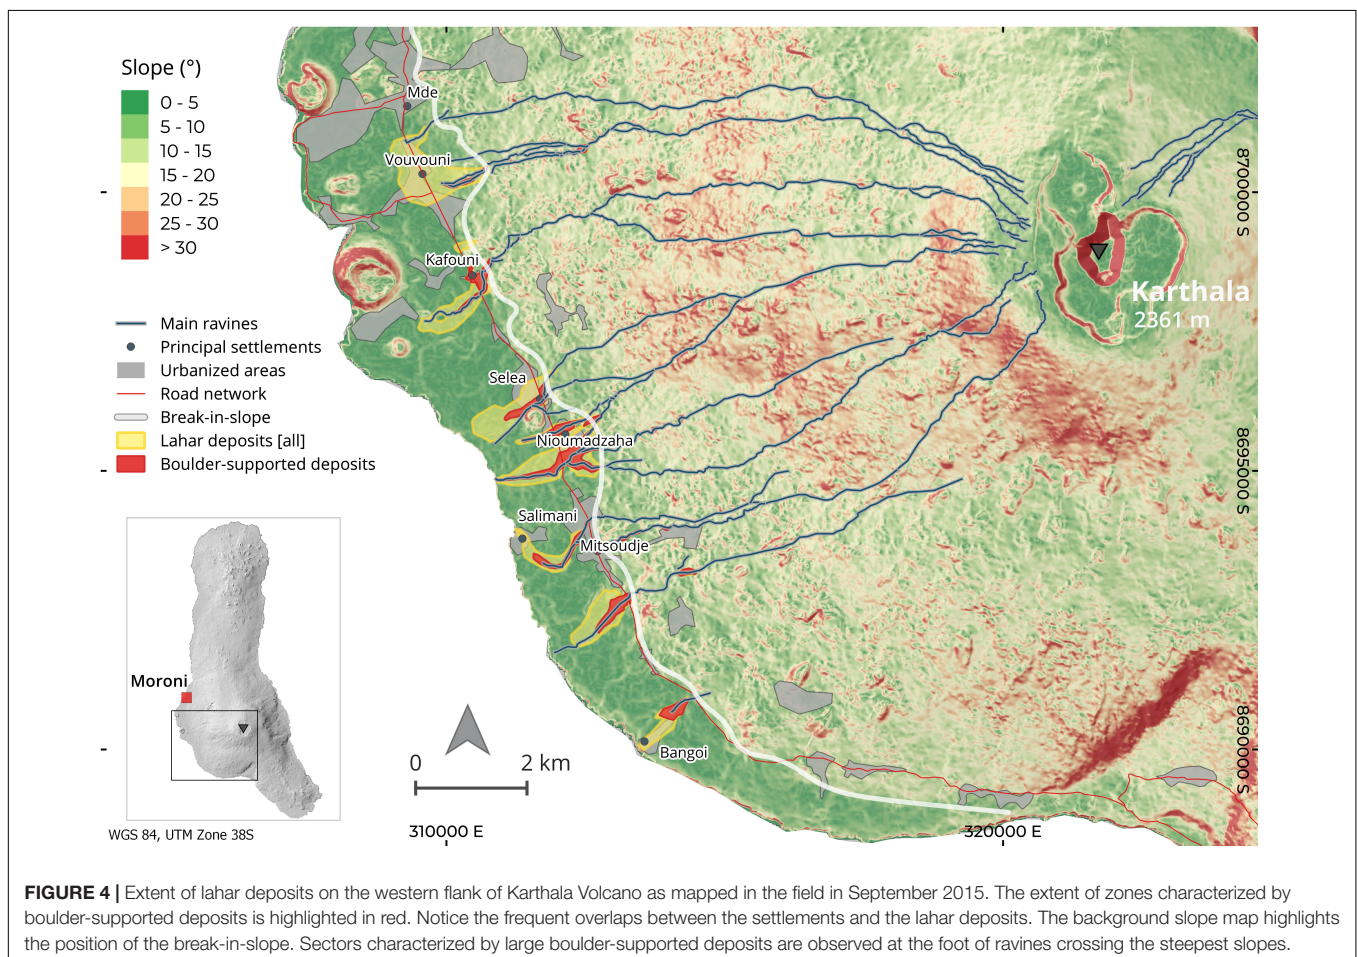 Slope (°)
0 - 5
5 - 10
10 - 15
15 - 20
20 - 25
25 - 30
> 30
Main ravines
Principal settlements
Urbanized areas
Road network
Break-in-slope
Lahar deposits [all]
Boulder-supported deposits
Mde
Vouvouni
Kafouni
Selea
Nioumadzaha
Salimani
Mitsoudje
Bangoi
Karthala
2361 m
8700000 S
8695000 S
8690000 S
Moroni
0 2 km
WGS 84, UTM Zone 38S
310000 E
320000 E
FIGURE 4 | Extent of lahar deposits on the western flank of Karthala Volcano as mapped in the field in September 2015. The extent of zones characterized by
boulder-supported deposits is highlighted in red. Notice the frequent overlaps between the settlements and the lahar deposits. The background slope map highlights
the position of the break-in-slope. Sectors characterized by large boulder-supported deposits are observed at the foot of ravines crossing the steepest slopes.